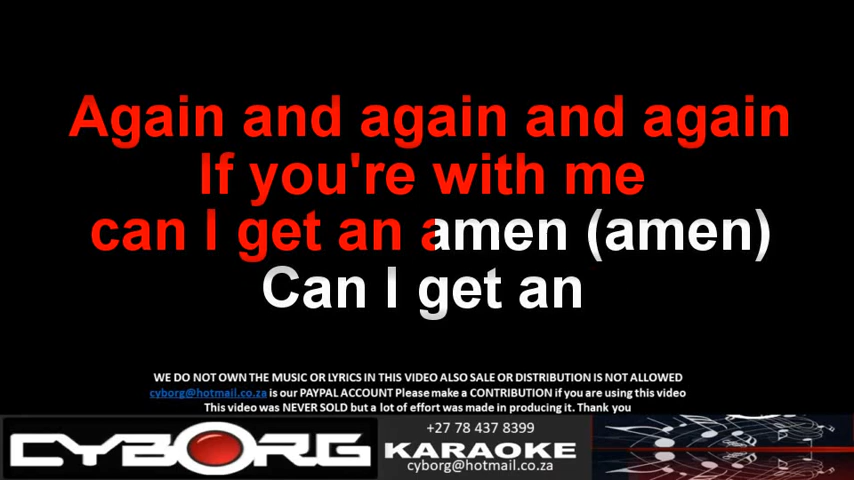 Again and again and again
If you're with me
can I get an amen (amen)
Can I get an
WE DO NOT OWN THE MUSIC OR LYRICS IN THIS VIDEO ALSO SALE OR DISTRIBUTION IS NOT ALLOWED
cyborg@hotmail.co.za is our PAYPAL ACCOUNT Please make a CONTRIBUTION if you are using this video
This video was NEVER SOLD but a lot of effort was made in producing it. Thank you
CYBORG
+27 78 437 8399
KARAOKE
cyborg@hotmail.co.za